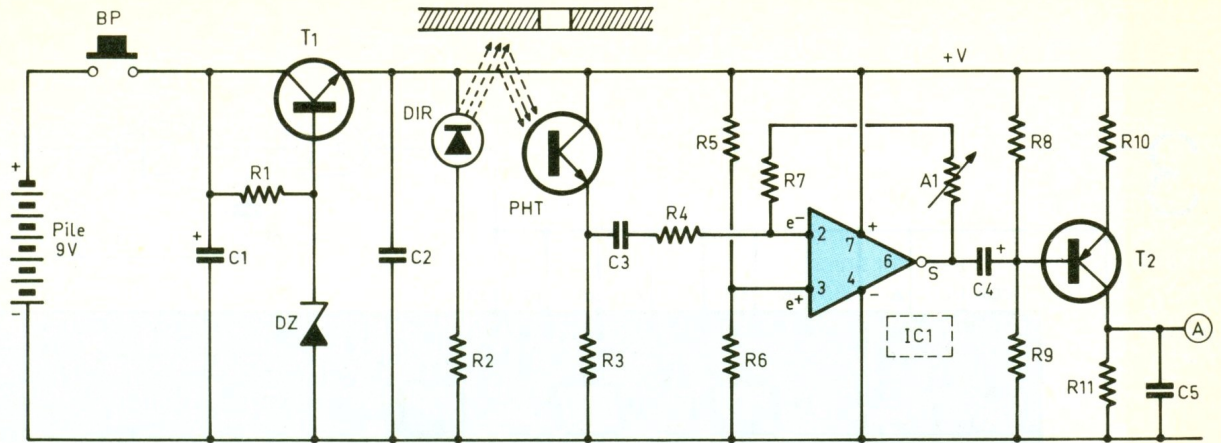 BP
T1
+V
Pile
9V
+
-
R1
C1
+
DZ
C2
DIR
R2
PHT
R3
C3
R4
R5
R6
R7
A1
e-
2
3
e+
7
+
4
-
6
S
IC1
C4
+
R8
R9
R10
T2
A
R11
C5